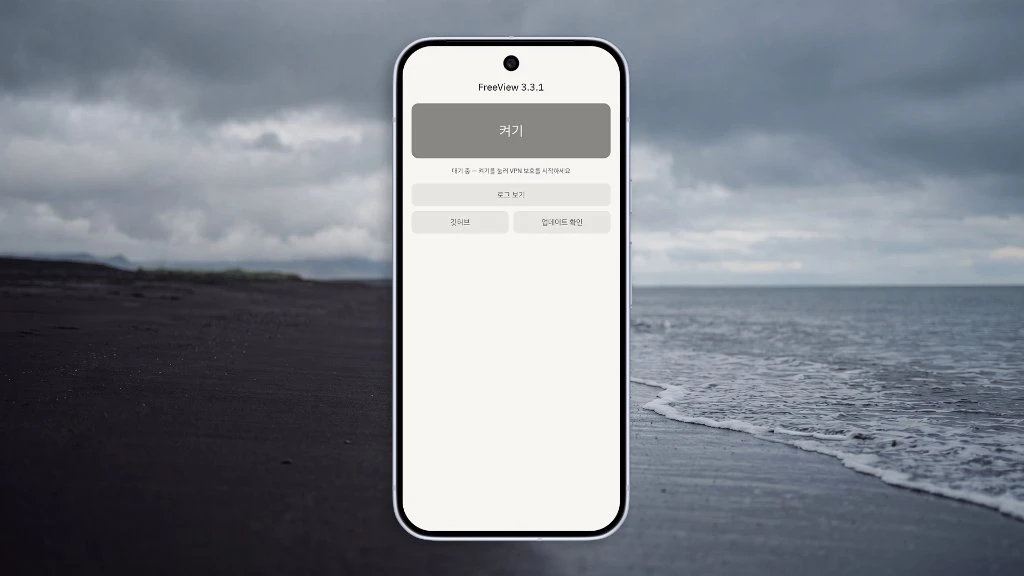 FreeView 3.3.1
켜기
대기 중 — 켜기를 눌러 VPN 보호를 시작하세요
로그 보기
깃허브
업데이트 확인